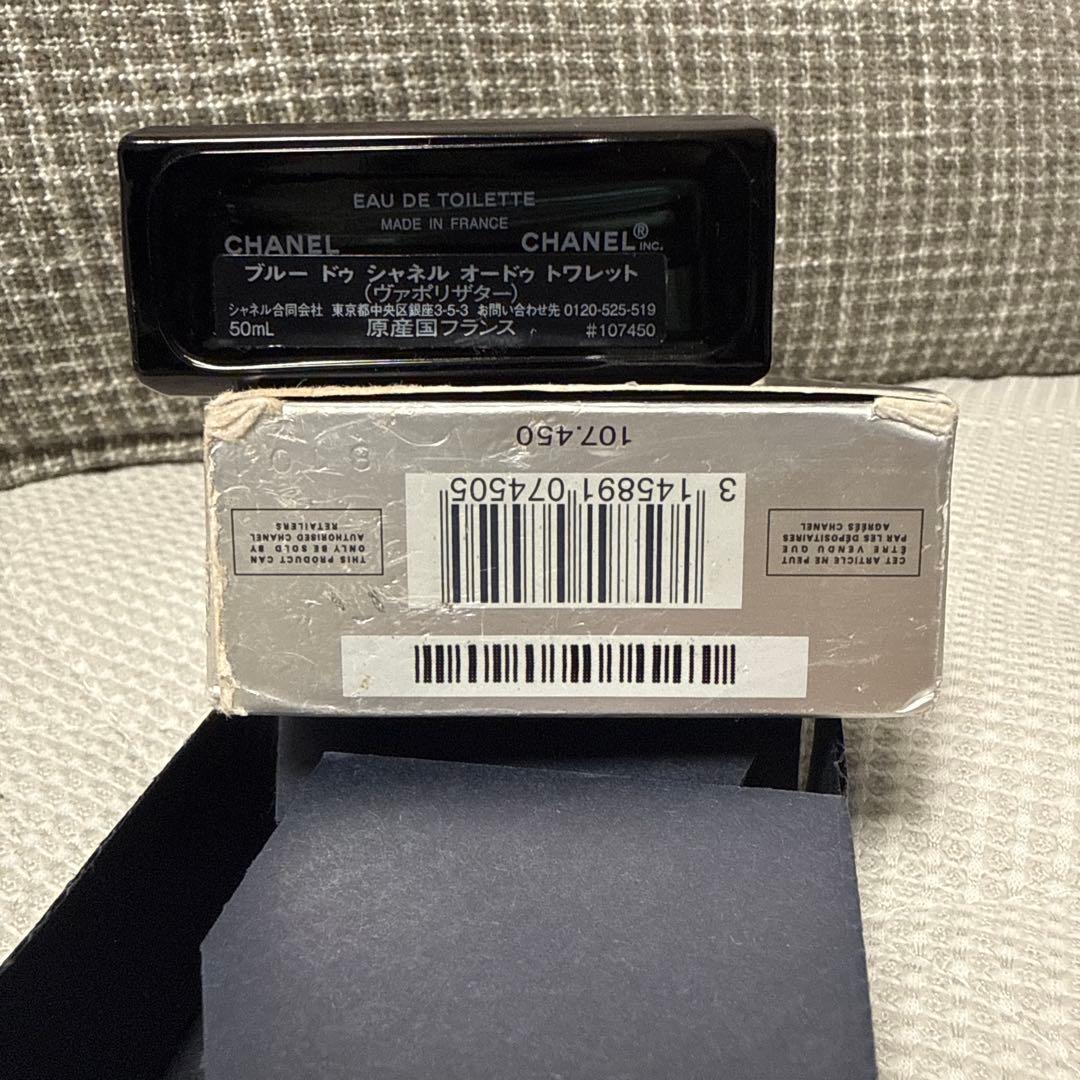 EAU DE TOILETTE
MADE IN FRANCE
CHANEL CHANEL® INC.
ブルー ドゥ シャネル オードゥ トワレット
(ヴァポリザター)
シャネル合同会社 東京都中央区銀座3-5-3 お問い合わせ先 0120-525-519
50mL 原産国フランス #107450
107.450
3 145891 074505
THIS PRODUCT CAN
ONLY BE SOLD BY
AUTHORISED CHANEL
RETAILERS
CET ARTICLE NE PEUT
ÊTRE VENDU QUE
PAR LES DÉPOSITAIRES
AGRÉÉS CHANEL